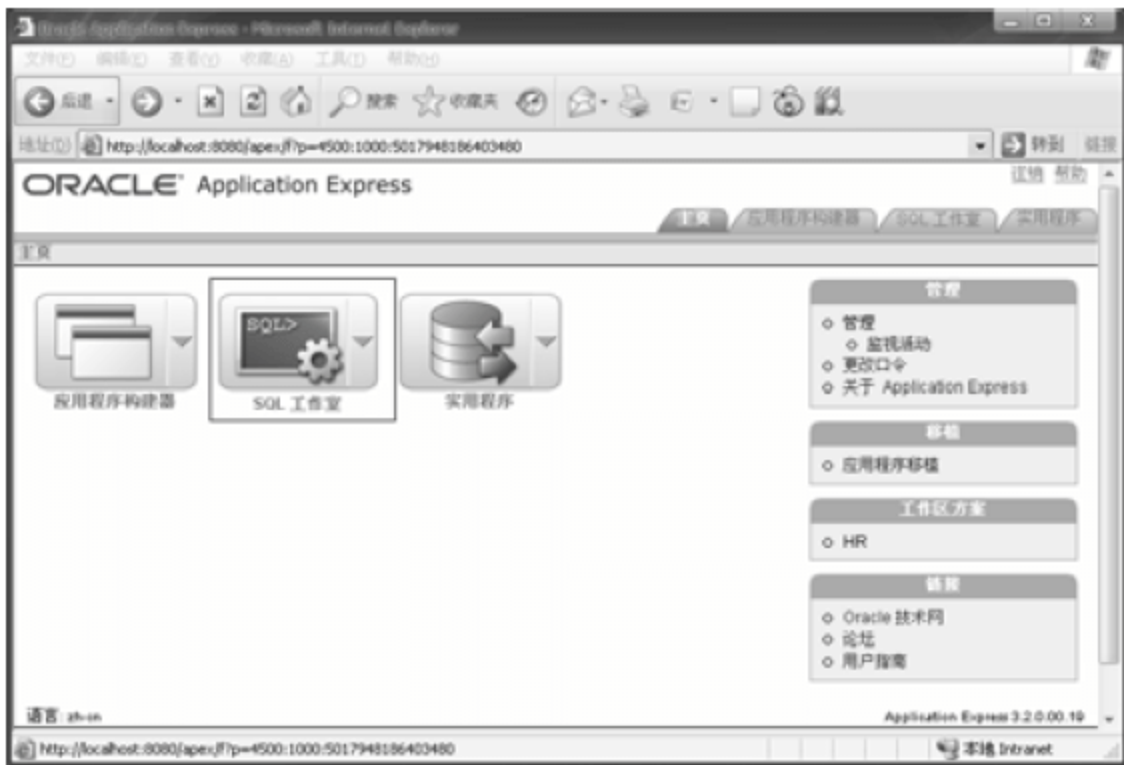 Oracle Application Express - Microsoft Internet Explorer
文件(F) 编辑(E) 查看(V) 收藏(A) 工具(T) 帮助(H)
后退 搜索 收藏夹
地址(D) http://localhost:8080/apex/f?p=4500:1000:5017948186403480 转到 链接
ORACLE Application Express
注销 帮助
主页 应用程序构建器 SQL 工作室 实用程序
主页
SQL>
应用程序构建器 SQL 工作室 实用程序
管理
管理
监视活动
更改口令
关于 Application Express
移植
应用程序移植
工作区方案
HR
链接
Oracle 技术网
论坛
用户指南
语言: zh-cn
Application Express 3.2.0.00.19
http://localhost:8080/apex/f?p=4500:1000:5017948186403480
本地 Intranet